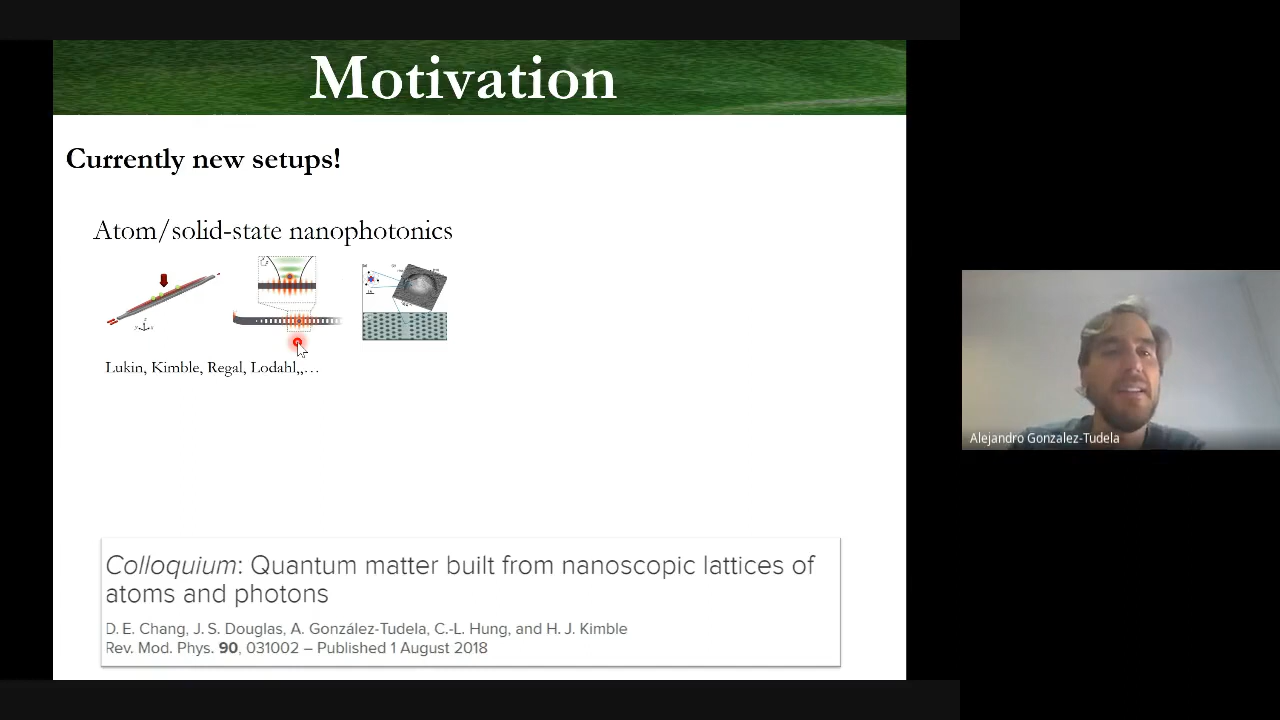 Motivation
Currently new setups!
Atom/solid-state nanophotonics
Lukin, Kimble, Regal, Lodahl,,…
Colloquium: Quantum matter built from nanoscopic lattices of
atoms and photons
D. E. Chang, J. S. Douglas, A. González-Tudela, C.-L. Hung, and H. J. Kimble
Rev. Mod. Phys. 90, 031002 – Published 1 August 2018
Alejandro Gonzalez-Tudela